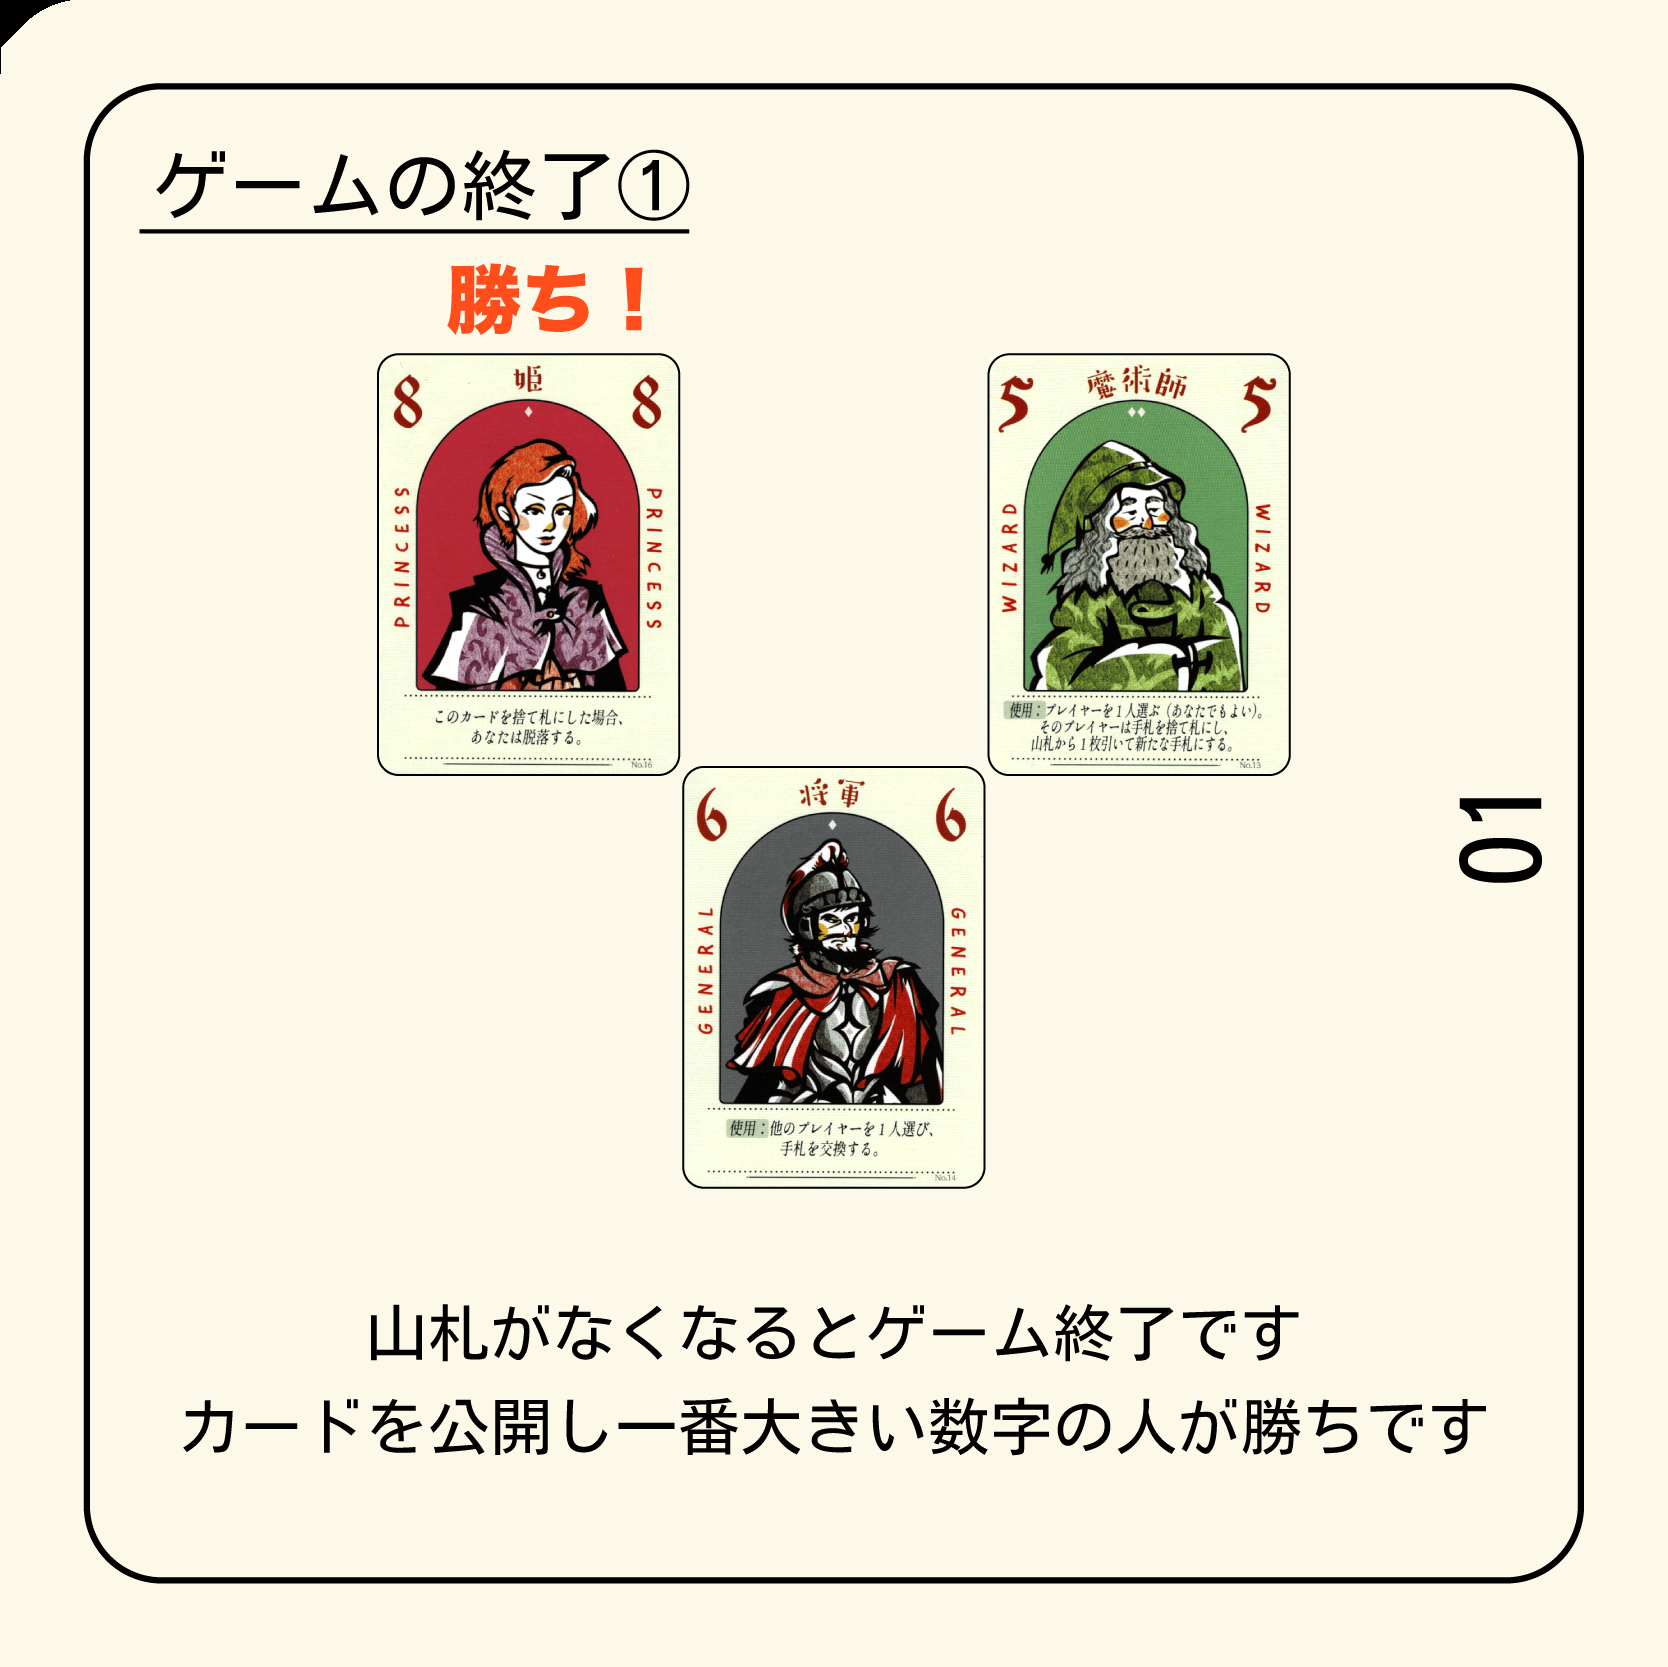 ゲームの終了①
勝ち！
8
姫
8
PRINCESS
PRINCESS
このカードを捨て札にした場合、
あなたは脱落する。
No.16
5
魔術師
5
WIZARD
WIZARD
使用：プレイヤーを1人選ぶ（あなたでもよい）。
そのプレイヤーは手札を捨て札にし、
山札から1枚引いて新たな手札にする。
No.13
6
将軍
6
GENERAL
GENERAL
使用：他のプレイヤーを1人選び、
手札を交換する。
No.14
01
山札がなくなるとゲーム終了です
カードを公開し一番大きい数字の人が勝ちです